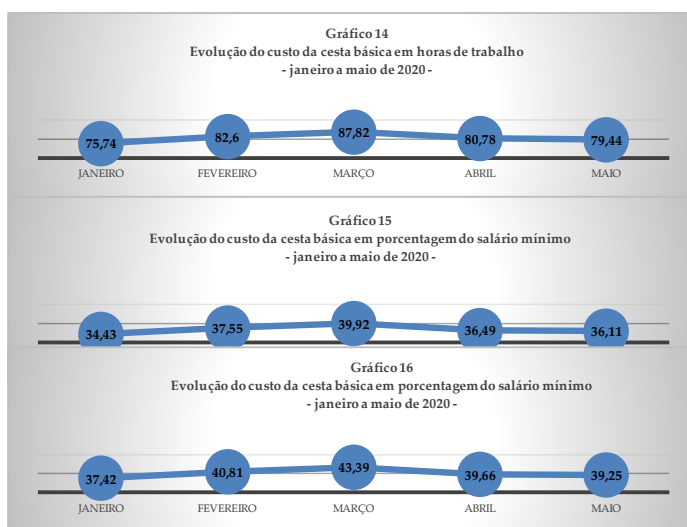 Gráfico 14
Evolução do custo da cesta básica em horas de trabalho
- janeiro a maio de 2020 -
75,74 82,6 87,82 80,78 79,44
JANEIRO FEVEREIRO MARÇO ABRIL MAIO
Gráfico 15
Evolução do custo da cesta básica em porcentagem do salário mínimo
- janeiro a maio de 2020 -
34,43 37,55 39,92 36,49 36,11
Gráfico 16
Evolução do custo da cesta básica em porcentagem do salário mínimo
- janeiro a maio de 2020 -
37,42 40,81 43,39 39,66 39,25
JANEIRO FEVEREIRO MARÇO ABRIL MAIO